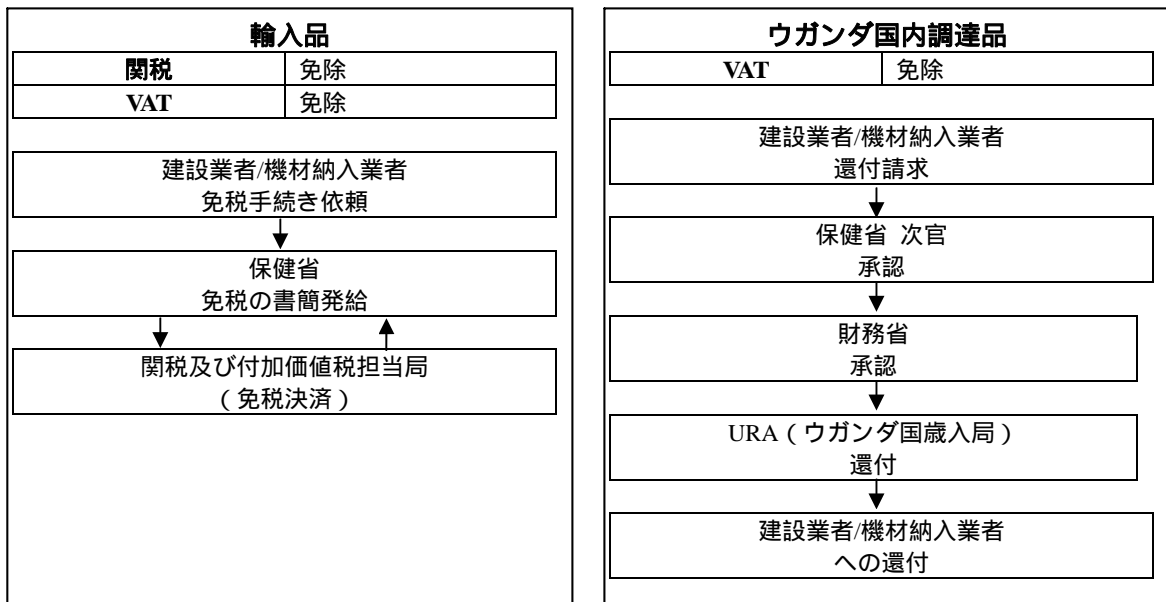 輸入品
関税 免除
VAT 免除
建設業者/機材納入業者
免税手続き依頼
保健省
免税の書簡発給
関税及び付加価値税担当局
（免税決済）
ウガンダ国内調達品
VAT 免除
建設業者/機材納入業者
還付請求
保健省 次官
承認
財務省
承認
URA（ウガンダ国歳入局）
還付
建設業者/機材納入業者
への還付